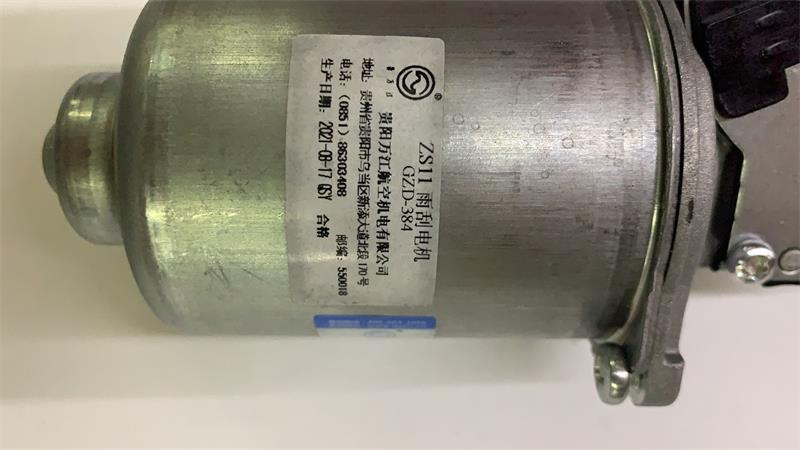 ZS11 雨刮电机
GZD-384
贵阳万江航空机电有限公司
地址: 贵州省贵阳市乌当区新添大道北段170号
电话: (0851) 86303408 邮编: 550018
生产日期: 2021-08-17 QSY 合格